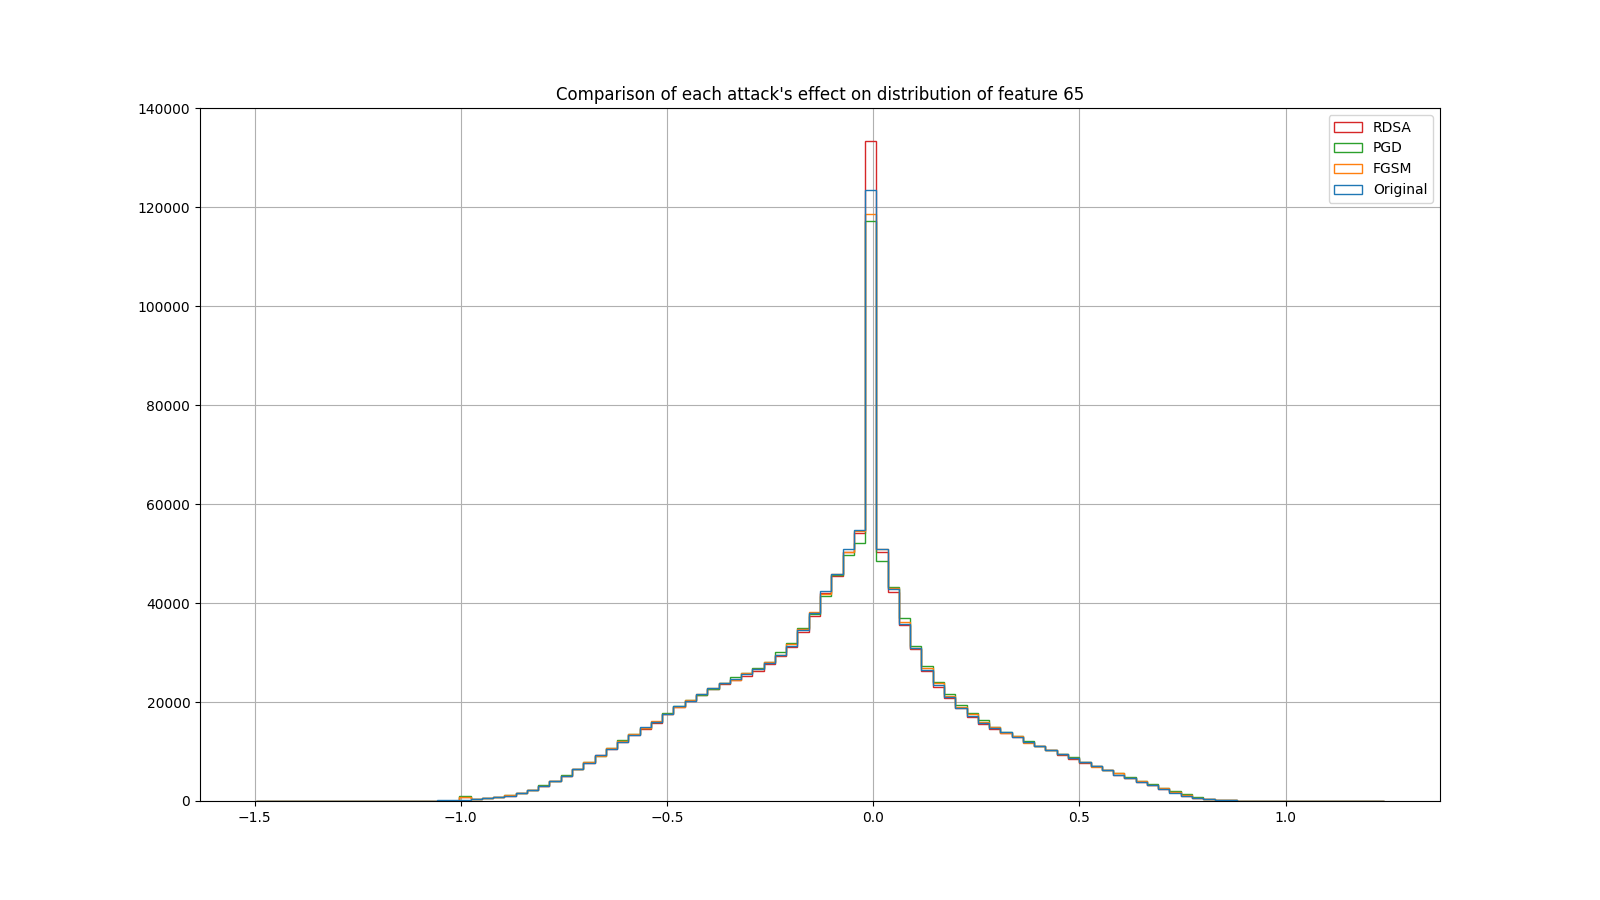 Comparison of each attack's effect on distribution of feature 65
140000
120000
100000
80000
60000
40000
20000
0
−1.5
−1.0
−0.5
0.0
0.5
1.0
RDSA
PGD
FGSM
Original